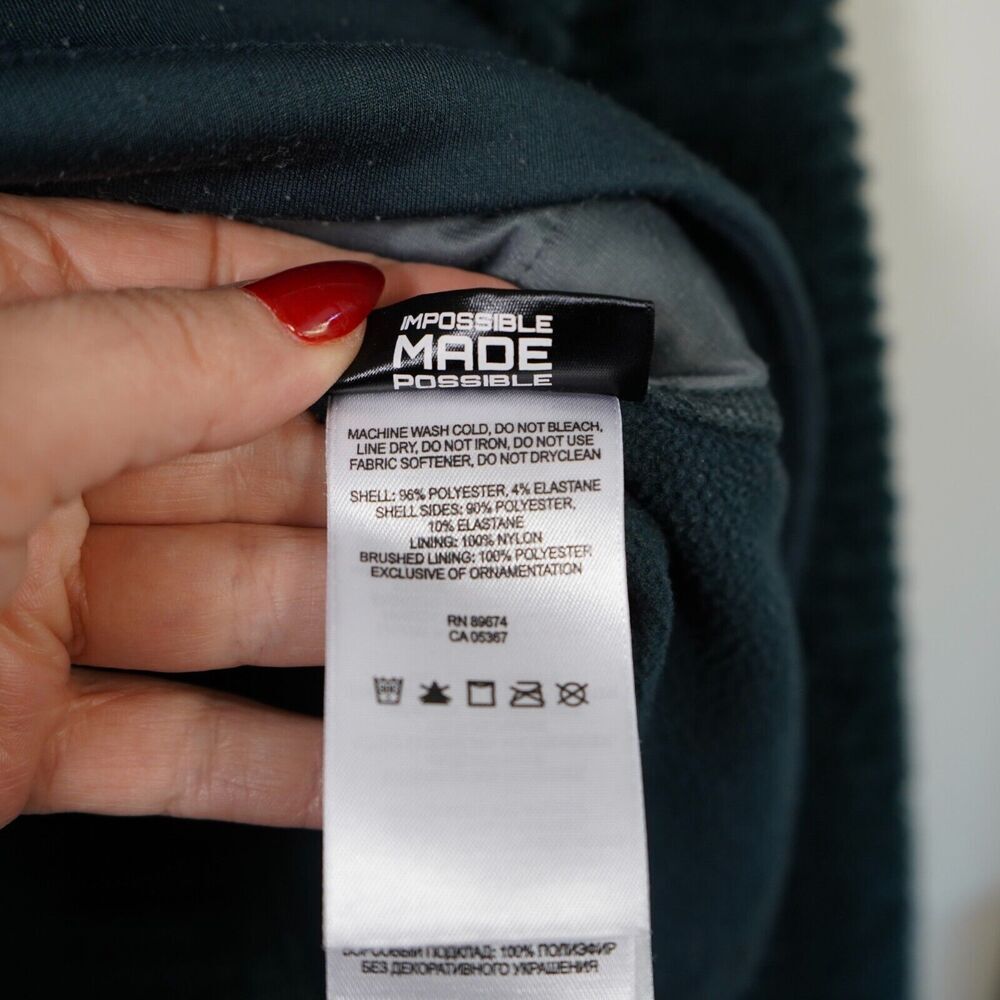 IMPOSSIBLE
MADE
POSSIBLE
MACHINE WASH COLD, DO NOT BLEACH,
LINE DRY, DO NOT IRON, DO NOT USE
FABRIC SOFTENER, DO NOT DRYCLEAN
SHELL: 96% POLYESTER, 4% ELASTANE
SHELL SIDES: 90% POLYESTER,
10% ELASTANE
LINING: 100% NYLON
BRUSHED LINING: 100% POLYESTER
EXCLUSIVE OF ORNAMENTATION
RN 89674
CA 05367
ПОДКЛАД: 100% ПОЛИЭФИР
БЕЗ ДЕКОРАТИВНОГО УКРАШЕНИЯ